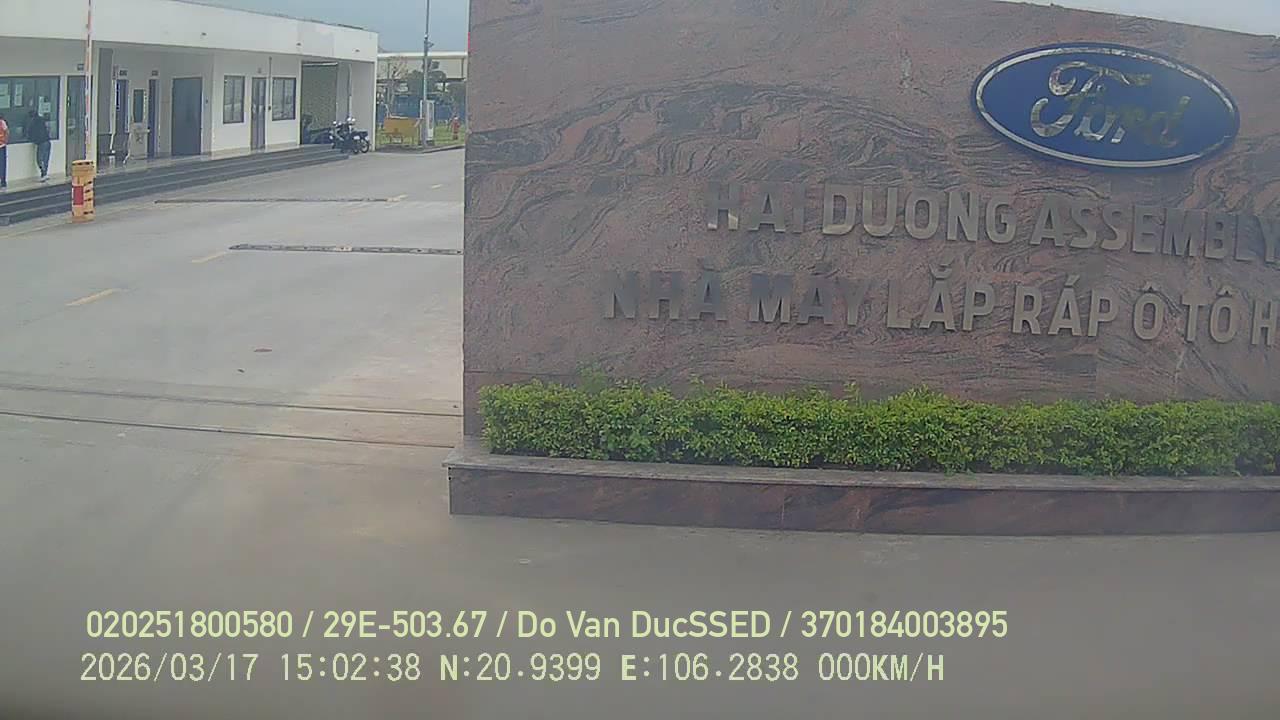 Ford
HAI DUONG ASSEMBLY
NHÀ MÁY LẮP RÁP Ô TÔ H
020251800580 / 29E-503.67 / Do Van DucSSED / 370184003895
2026/03/17 15:02:38 N:20.9399 E:106.2838 000KM/H